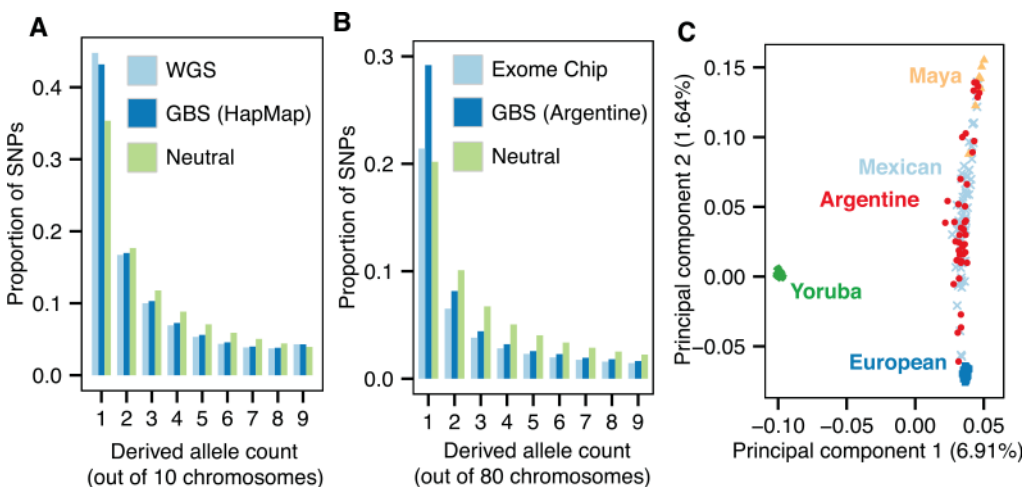 A
Proportion of SNPs
0.4
0.3
0.2
0.1
0.0
WGS
GBS (HapMap)
Neutral
1 2 3 4 5 6 7 8 9
Derived allele count
(out of 10 chromosomes)
B
Proportion of SNPs
0.3
0.2
0.1
0.0
Exome Chip
GBS (Argentine)
Neutral
1 2 3 4 5 6 7 8 9
Derived allele count
(out of 80 chromosomes)
C
Principal component 2 (1.64%)
0.15
0.10
0.05
0.00
−0.05
Maya
Mexican
Argentine
Yoruba
European
−0.10 −0.05 0.00 0.05
Principal component 1 (6.91%)